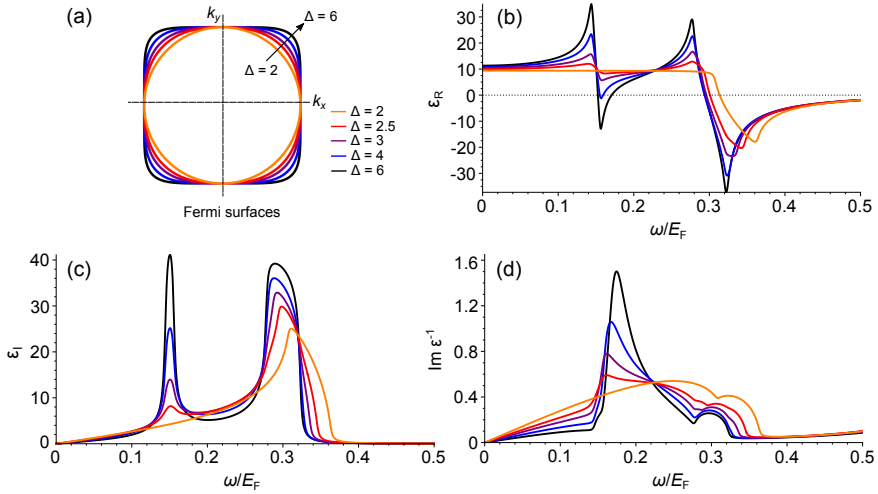 (a)
k_y
Δ = 6
Δ = 2
k_x
Δ = 2
Δ = 2.5
Δ = 3
Δ = 4
Δ = 6
Fermi surfaces
(b)
ε_R
30
20
10
0
-10
-20
-30
0 0.1 0.2 0.3 0.4 0.5
ω/E_F
(c)
ε_I
40
30
20
10
0
0 0.1 0.2 0.3 0.4 0.5
ω/E_F
(d)
Im ε⁻¹
1.6
1.2
0.8
0.4
0
0 0.1 0.2 0.3 0.4 0.5
ω/E_F